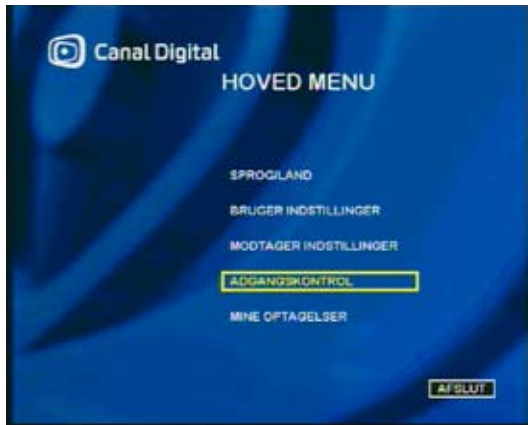 Canal Digital
HOVED MENU
SPROG/LAND
BRUGER INDSTILLINGER
MODTAGER INDSTILLINGER
ADGANGSKONTROL
MINE OPTAGELSER
AFSLUT